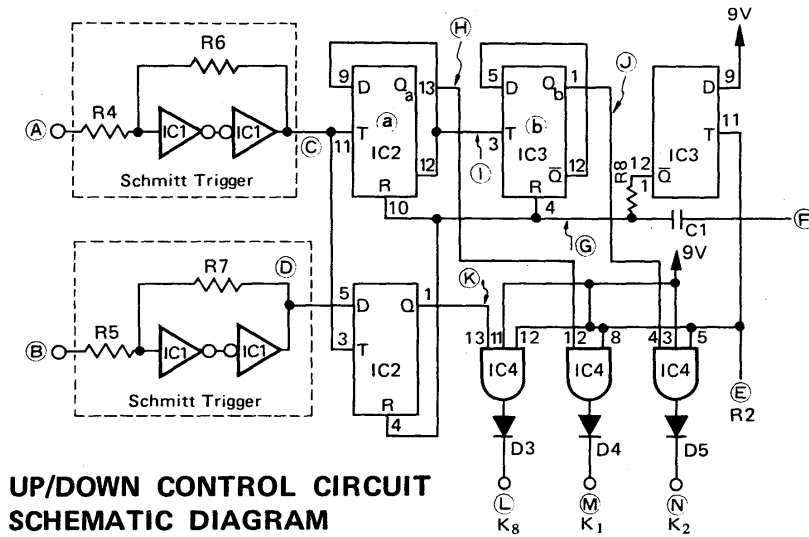 H
J
9V
R6
9 D Qa 13
5 D Qb 1
D 9
A R4 IC1 IC1 C
11 T a IC2 12
3 T b IC3 Q̅ 12
T 11
IC3
R8 12 Q̅
1
I
Schmitt Trigger
R
10
R
4
G
C1
F
9V
R7
D
K
5 D Q 1
B R5 IC1 IC1
3 T
IC2
13 11 12 1 2 8 4 3 5
IC4 IC4 IC4
E
R2
Schmitt Trigger
R
4
D3 D4 D5
UP/DOWN CONTROL CIRCUIT
SCHEMATIC DIAGRAM
L M N
K8 K1 K2